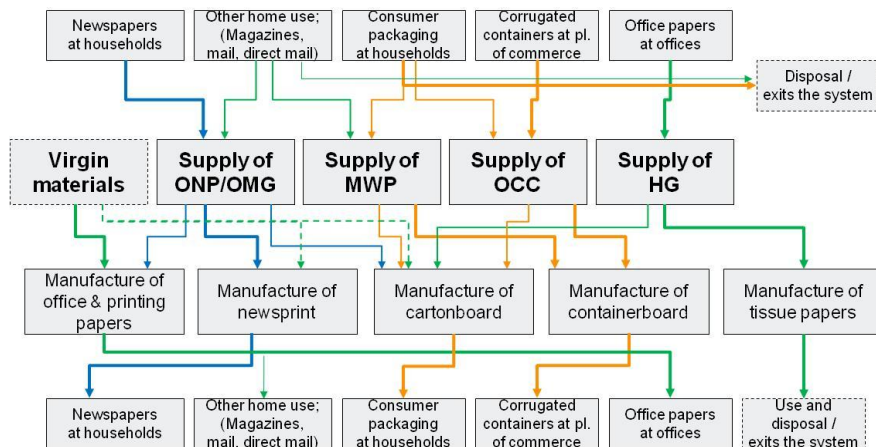 Newspapers
at households
Other home use;
(Magazines,
mail, direct mail)
Consumer
packaging
at households
Corrugated
containers at pl.
of commerce
Office papers
at offices
Disposal /
exits the system
Virgin
materials
Supply of
ONP/OMG
Supply of
MWP
Supply of
OCC
Supply of
HG
Manufacture of
office & printing
papers
Manufacture of
newsprint
Manufacture of
cartonboard
Manufacture of
containerboard
Manufacture of
tissue papers
Newspapers
at households
Other home use;
(Magazines,
mail, direct mail)
Consumer
packaging
at households
Corrugated
containers at pl.
of commerce
Office papers
at offices
Use and
disposal /
exits the system